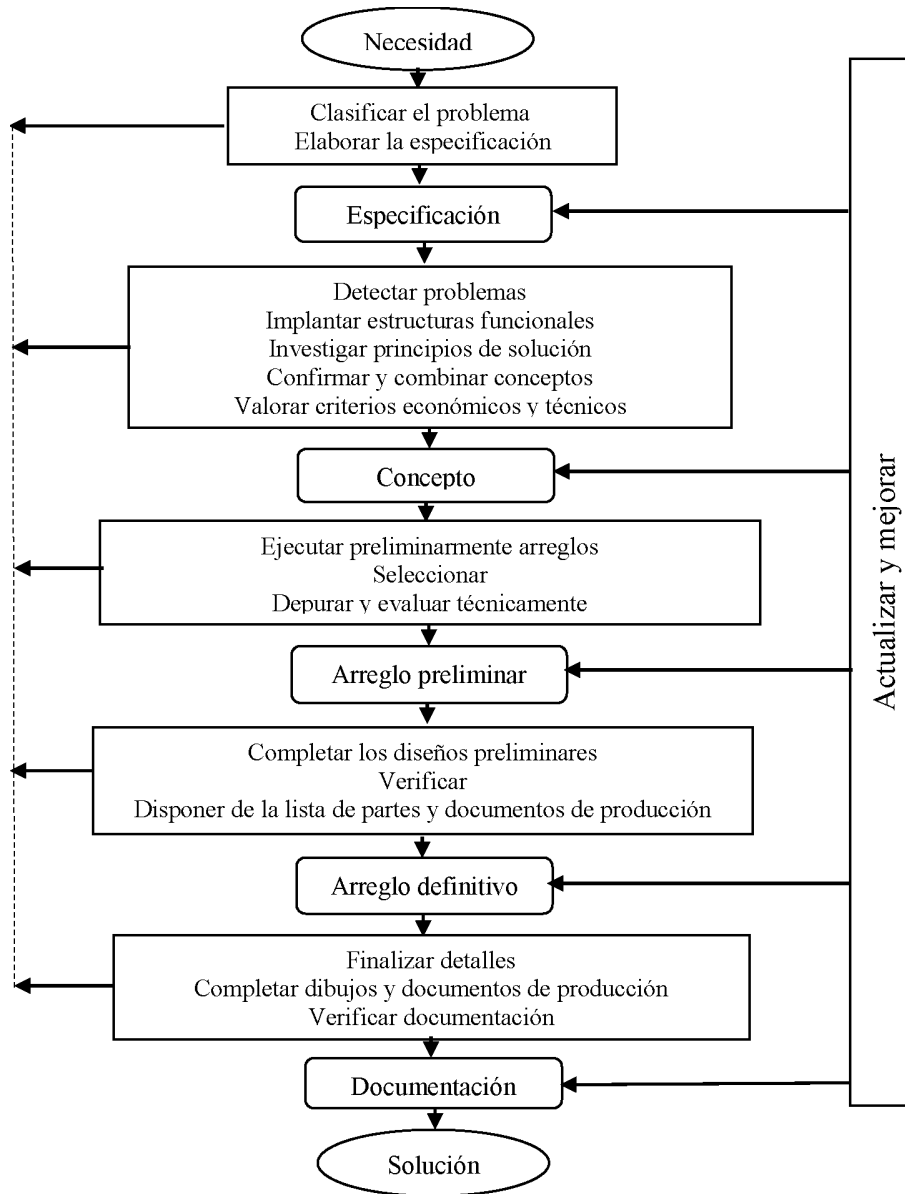 Necesidad
Clasificar el problema
Elaborar la especificación
Especificación
Detectar problemas
Implantar estructuras funcionales
Investigar principios de solución
Confirmar y combinar conceptos
Valorar criterios económicos y técnicos
Concepto
Ejecutar preliminarmente arreglos
Seleccionar
Depurar y evaluar técnicamente
Arreglo preliminar
Completar los diseños preliminares
Verificar
Disponer de la lista de partes y documentos de producción
Arreglo definitivo
Finalizar detalles
Completar dibujos y documentos de producción
Verificar documentación
Documentación
Solución
Actualizar y mejorar